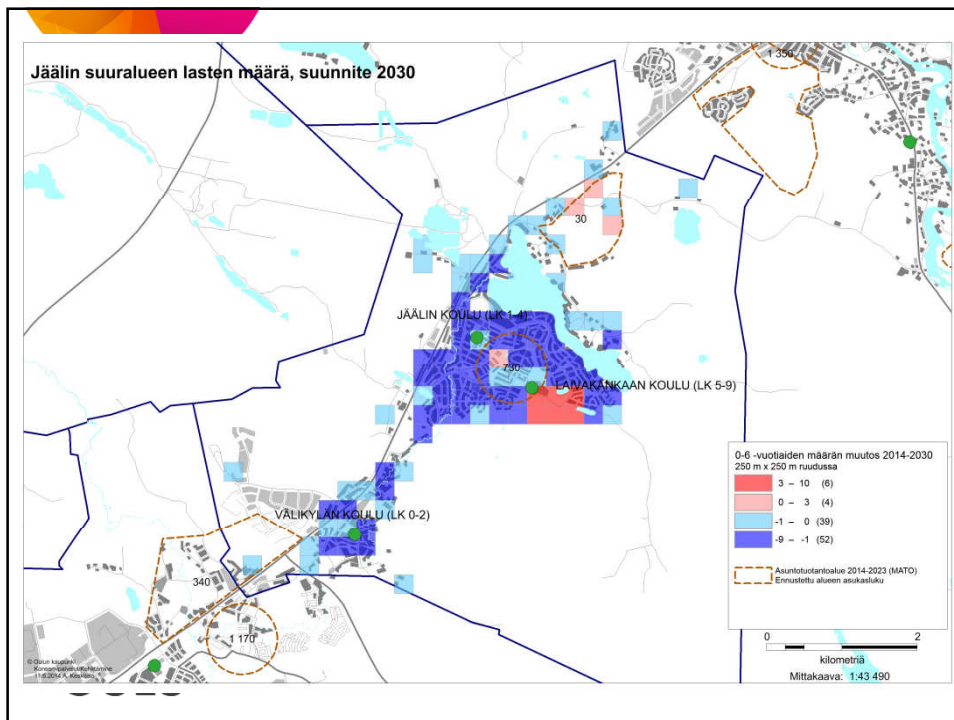 Jäälin suuralueen lasten määrä, suunnite 2030
1 350
30
JÄÄLIN KOULU (LK 1-4)
730
LAIVAKANKAAN KOULU (LK 5-9)
VÄLIKYLÄN KOULU (LK 0-2)
340
1 170
0-6 -vuotiaiden määrän muutos 2014-2030
250 m x 250 m ruudussa
3 – 10 (6)
0 – 3 (4)
-1 – 0 (39)
-9 – -1 (52)
Asuntotuotantoalue 2014-2023 (MATO)
Ennustettu alueen asukasluku
0 2
kilometriä
Mittakaava: 1:43 490
© Oulun kaupunki